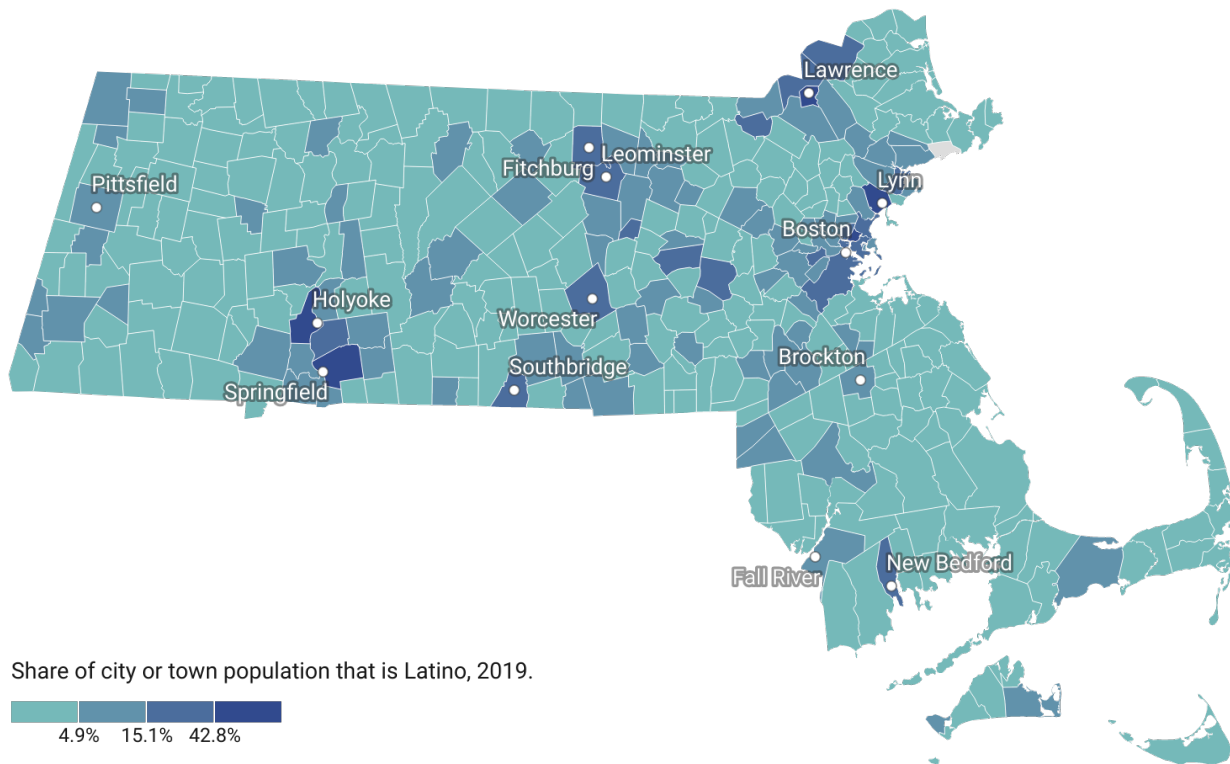 Lawrence
Leominster
Fitchburg
Pittsfield
Lynn
Boston
Holyoke
Worcester
Brockton
Southbridge
Springfield
New Bedford
Fall River
Share of city or town population that is Latino, 2019.
4.9% 15.1% 42.8%